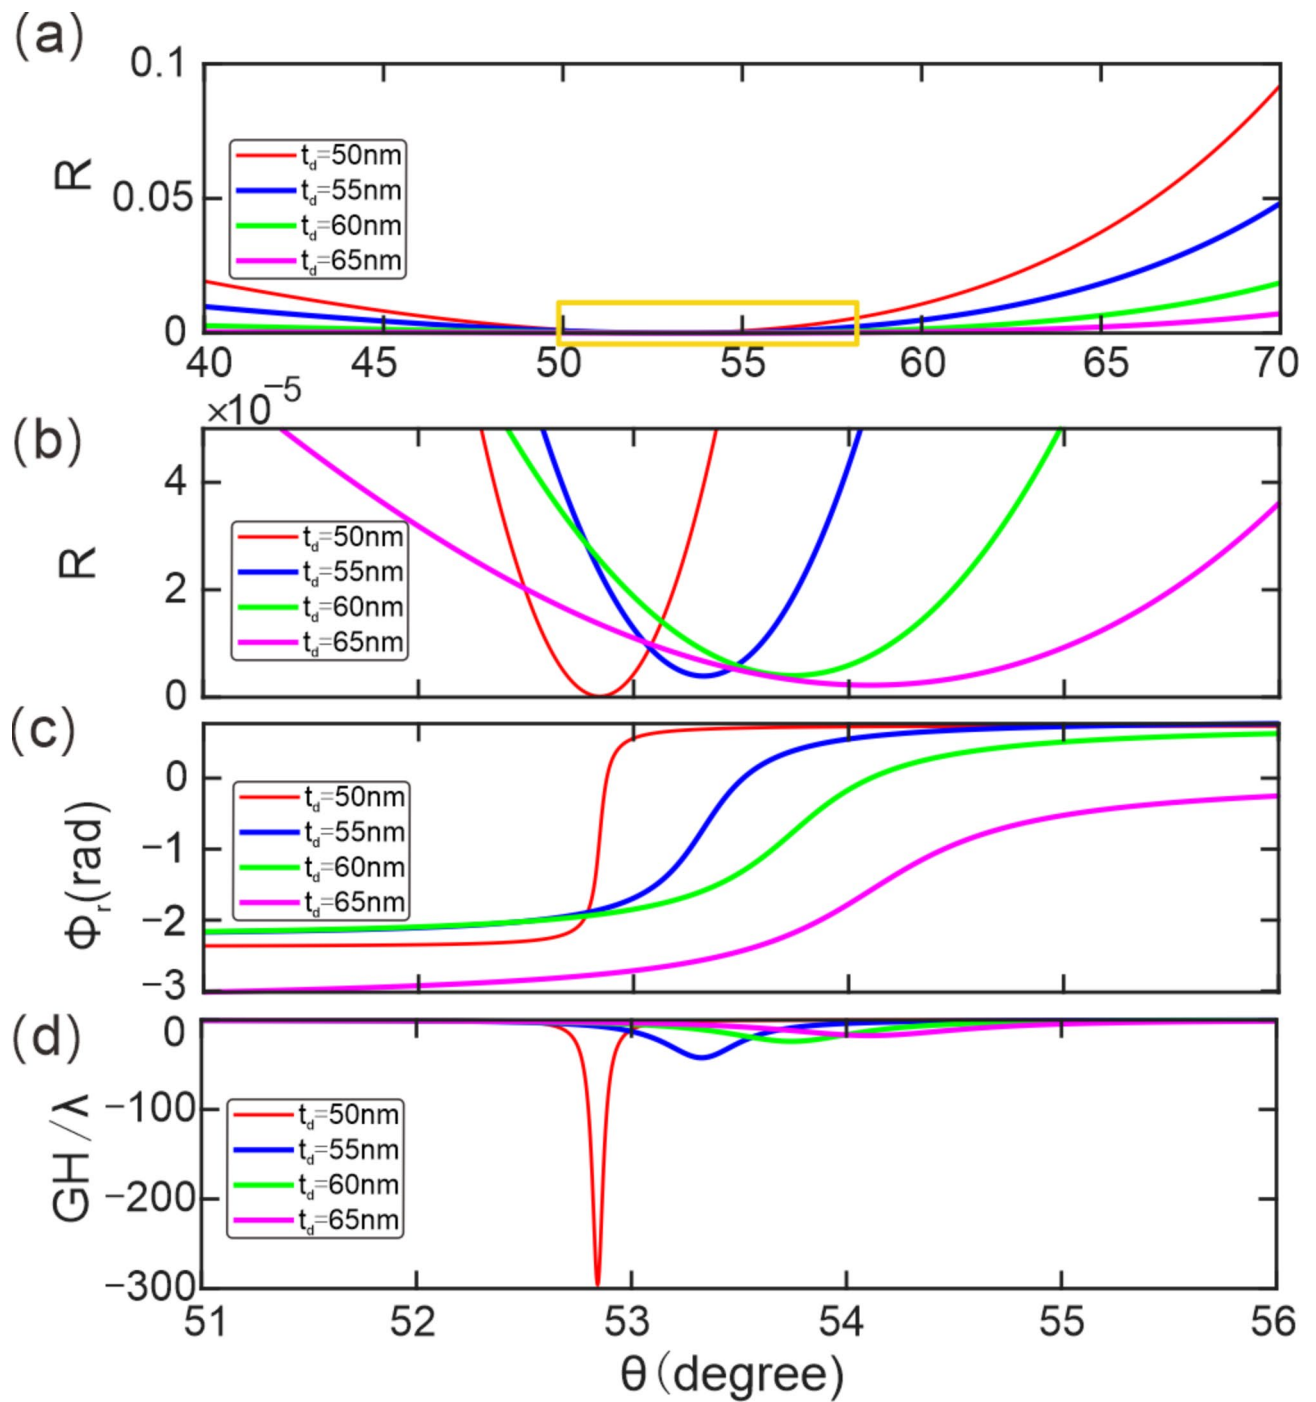 (a)
0.1
0.05
0
R
t_d=50nm
t_d=55nm
t_d=60nm
t_d=65nm
40 45 50 55 60 65 70
×10⁻⁵
(b)
4
2
0
R
t_d=50nm
t_d=55nm
t_d=60nm
t_d=65nm
(c)
0
−1
−2
−3
Φ_r(rad)
t_d=50nm
t_d=55nm
t_d=60nm
t_d=65nm
(d)
0
−100
−200
−300
GH/λ
t_d=50nm
t_d=55nm
t_d=60nm
t_d=65nm
51 52 53 54 55 56
θ(degree)